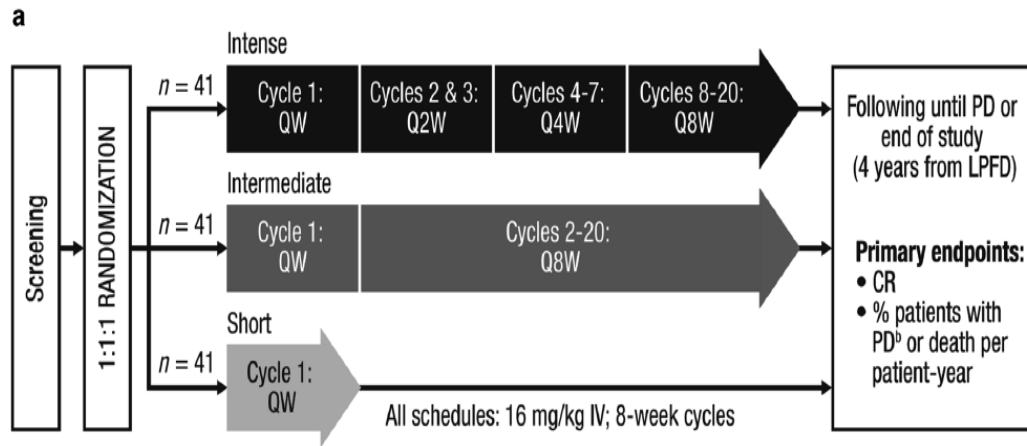 a
Screening
1:1:1 RANDOMIZATION
n = 41
Intense
Cycle 1:
QW
Cycles 2 & 3:
Q2W
Cycles 4-7:
Q4W
Cycles 8-20:
Q8W
n = 41
Intermediate
Cycle 1:
QW
Cycles 2-20:
Q8W
n = 41
Short
Cycle 1:
QW
All schedules: 16 mg/kg IV; 8-week cycles
Following until PD or
end of study
(4 years from LPFD)
Primary endpoints:
• CR
• % patients with
PDᵇ or death per
patient-year